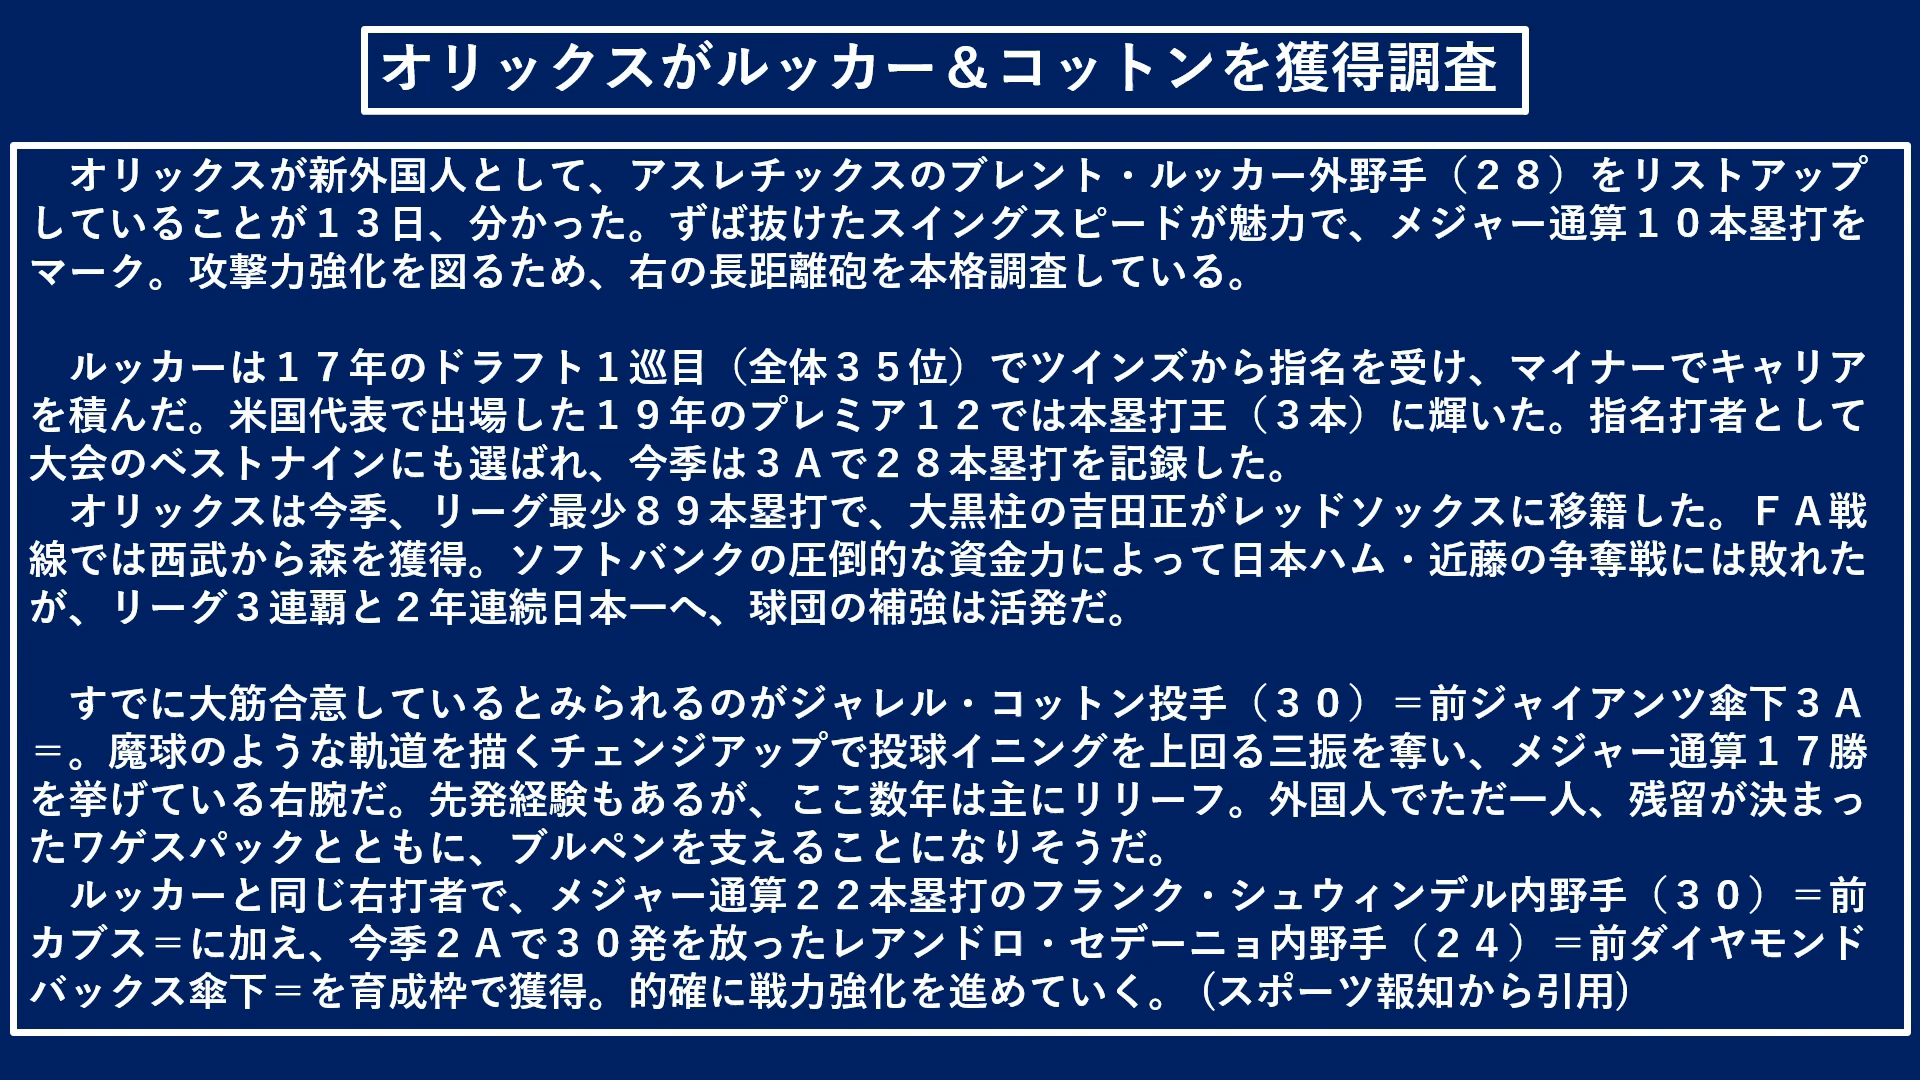 オリックスがルッカー＆コットンを獲得調査
　オリックスが新外国人として、アスレチックスのブレント・ルッカー外野手（２８）をリストアップ
していることが１３日、分かった。ずば抜けたスイングスピードが魅力で、メジャー通算１０本塁打を
マーク。攻撃力強化を図るため、右の長距離砲を本格調査している。
　ルッカーは１７年のドラフト１巡目（全体３５位）でツインズから指名を受け、マイナーでキャリア
を積んだ。米国代表で出場した１９年のプレミア１２では本塁打王（３本）に輝いた。指名打者として
大会のベストナインにも選ばれ、今季は３Ａで２８本塁打を記録した。
　オリックスは今季、リーグ最少８９本塁打で、大黒柱の吉田正がレッドソックスに移籍した。ＦＡ戦
線では西武から森を獲得。ソフトバンクの圧倒的な資金力によって日本ハム・近藤の争奪戦には敗れた
が、リーグ３連覇と２年連続日本一へ、球団の補強は活発だ。
　すでに大筋合意しているとみられるのがジャレル・コットン投手（３０）＝前ジャイアンツ傘下３Ａ
＝。魔球のような軌道を描くチェンジアップで投球イニングを上回る三振を奪い、メジャー通算１７勝
を挙げている右腕だ。先発経験もあるが、ここ数年は主にリリーフ。外国人でただ一人、残留が決まっ
たワゲスパックとともに、ブルペンを支えることになりそうだ。
　ルッカーと同じ右打者で、メジャー通算２２本塁打のフランク・シュウィンデル内野手（３０）＝前
カブス＝に加え、今季２Ａで３０発を放ったレアンドロ・セデーニョ内野手（２４）＝前ダイヤモンド
バックス傘下＝を育成枠で獲得。的確に戦力強化を進めていく。（スポーツ報知から引用）